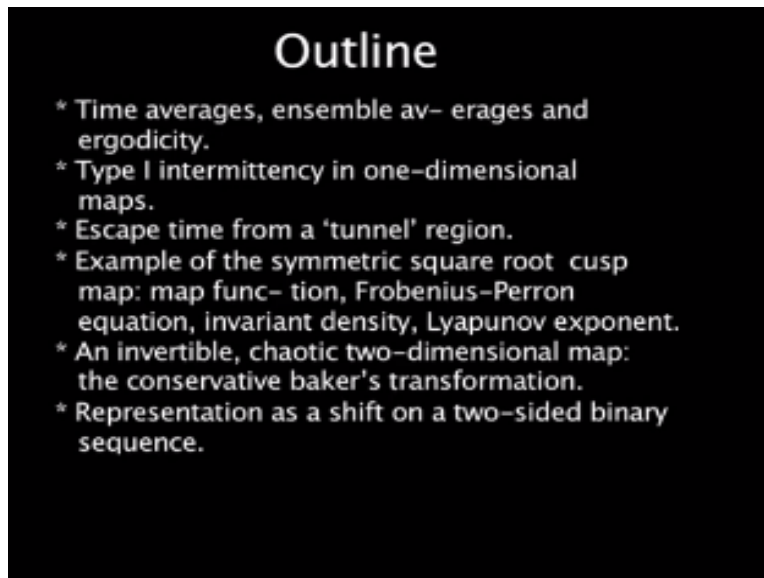 Outline
* Time averages, ensemble av– erages and
ergodicity.
* Type I intermittency in one–dimensional
maps.
* Escape time from a ‘tunnel’ region.
* Example of the symmetric square root cusp
map: map func– tion, Frobenius–Perron
equation, invariant density, Lyapunov exponent.
* An invertible, chaotic two–dimensional map:
the conservative baker’s transformation.
* Representation as a shift on a two–sided binary
sequence.